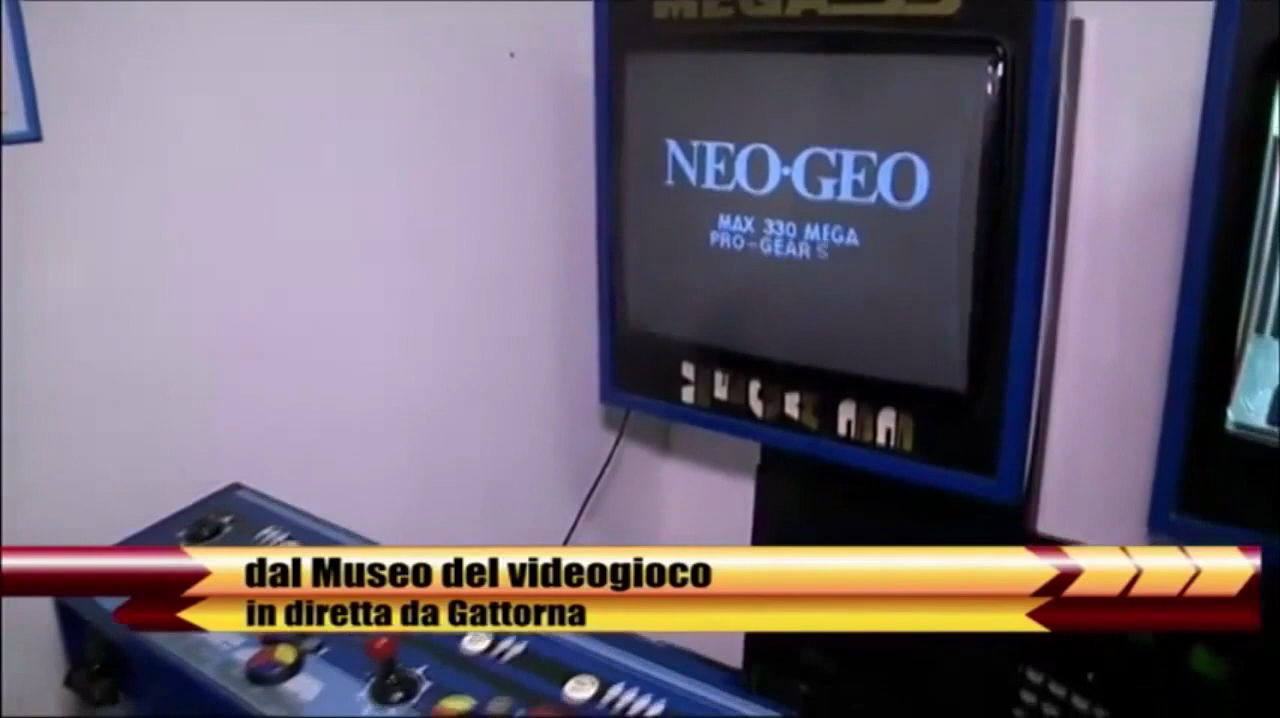 NEO·GEO
MAX 330 MEGA
PRO-GEAR S
dal Museo del videogioco
in diretta da Gattorna